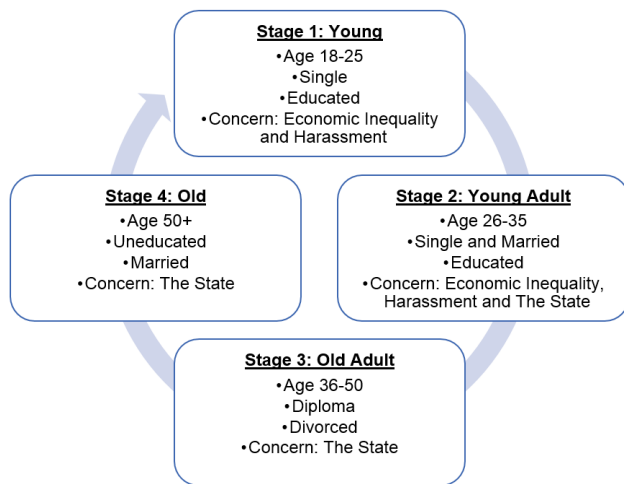 Stage 1: Young
•Age 18-25
•Single
•Educated
•Concern: Economic Inequality
and Harassment
Stage 2: Young Adult
•Age 26-35
•Single and Married
•Educated
•Concern: Economic Inequality,
Harassment and The State
Stage 3: Old Adult
•Age 36-50
•Diploma
•Divorced
•Concern: The State
Stage 4: Old
•Age 50+
•Uneducated
•Married
•Concern: The State